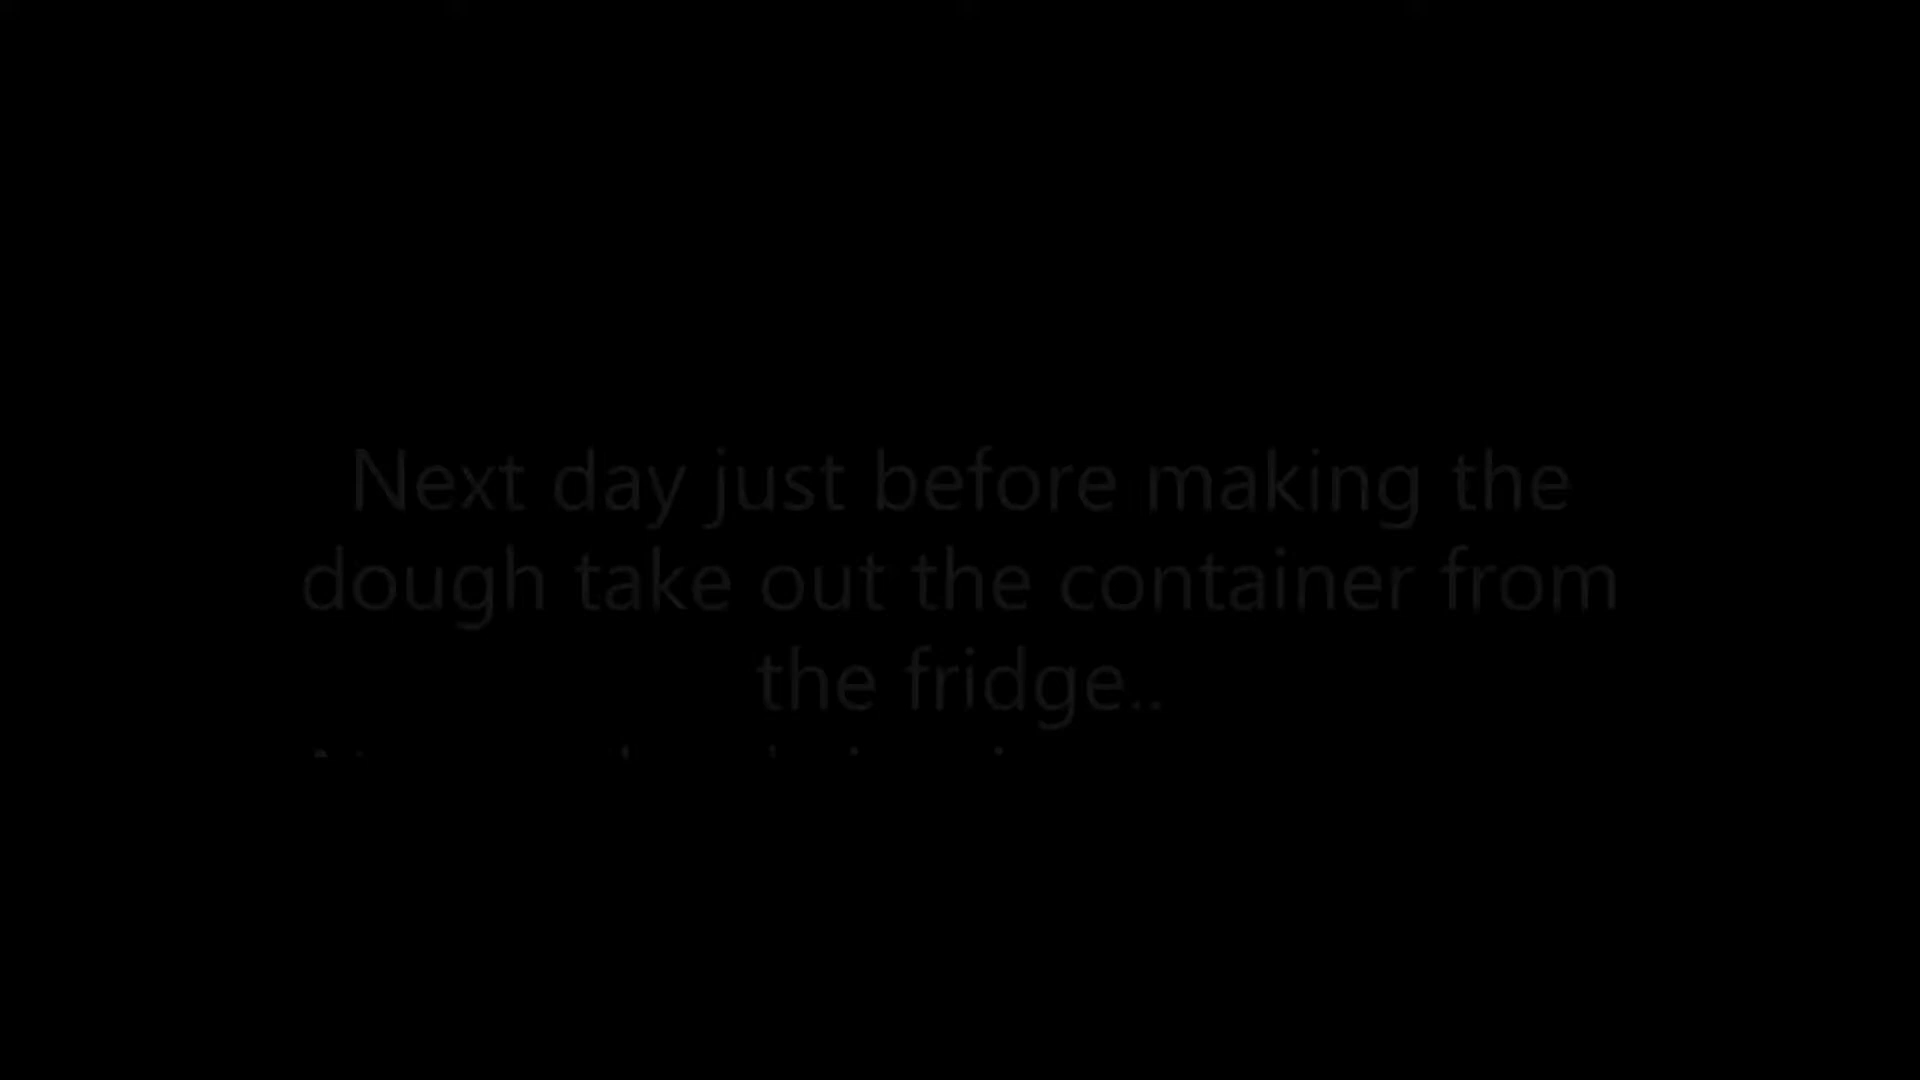 Next day just before making the
dough take out the container from
the fridge..